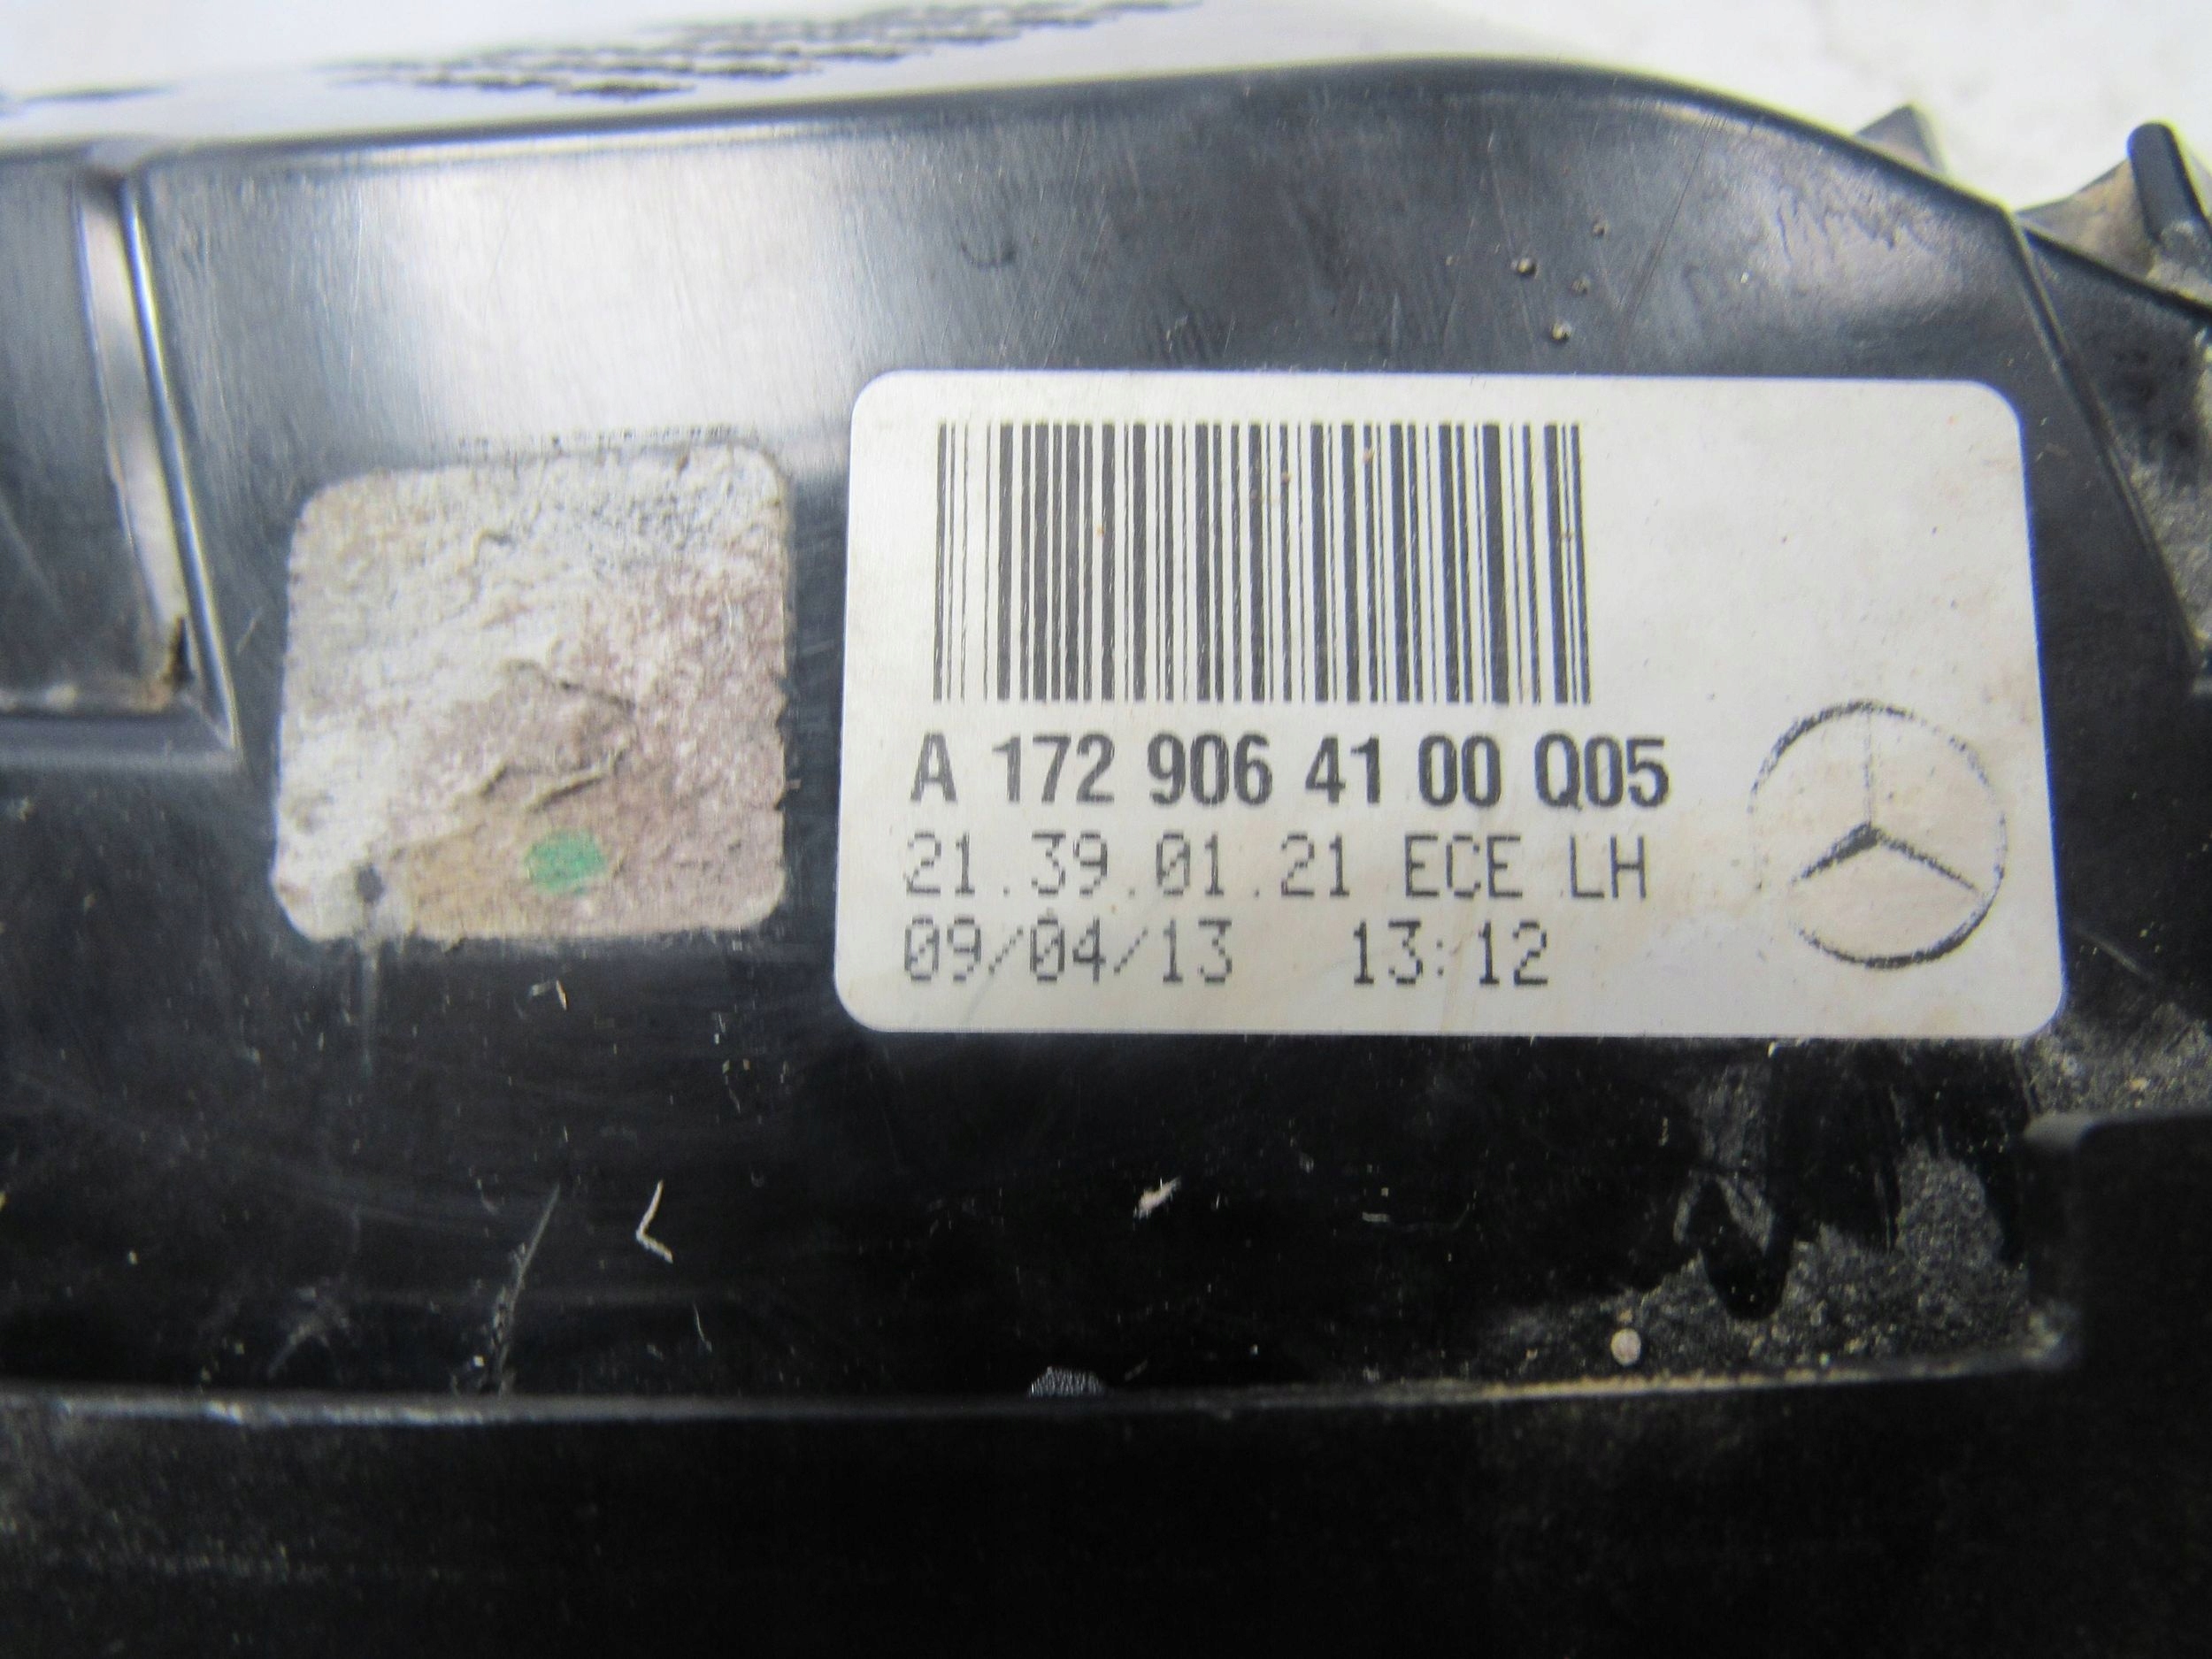 A 172 906 41 00 Q05
21.39.01.21 ECE LH
09/04/13 13:12